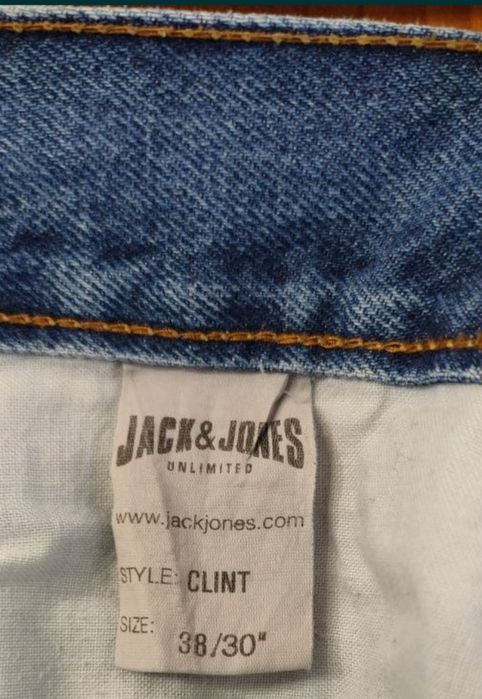 JACK&JONES
UNLIMITED
www.jackjones.com
STYLE: CLINT
SIZE: 38/30"